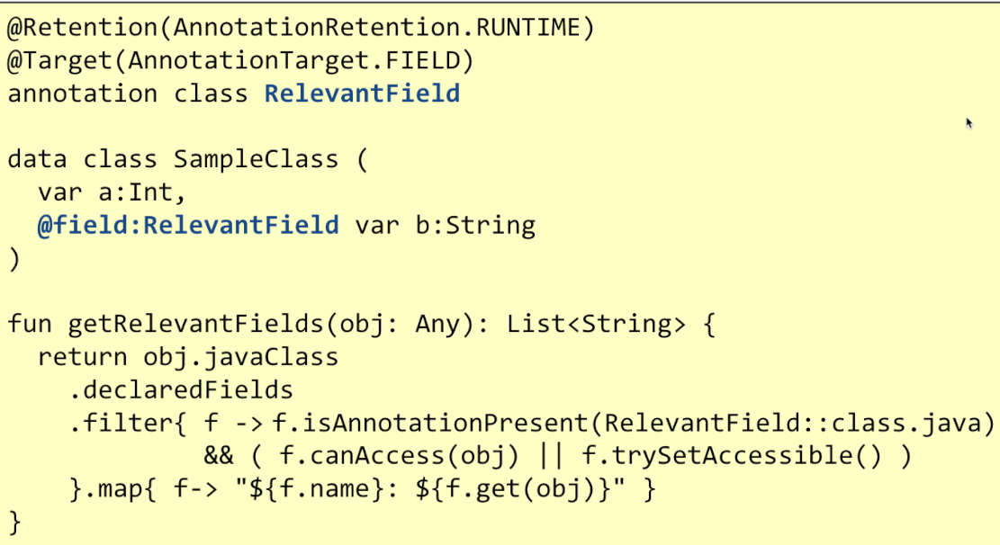 @Retention(AnnotationRetention.RUNTIME)
@Target(AnnotationTarget.FIELD)
annotation class RelevantField

data class SampleClass (
  var a:Int,
  @field:RelevantField var b:String
)

fun getRelevantFields(obj: Any): List<String> {
  return obj.javaClass
    .declaredFields
    .filter{ f -> f.isAnnotationPresent(RelevantField::class.java)
             && ( f.canAccess(obj) || f.trySetAccessible() )
    }.map{ f-> "${f.name}: ${f.get(obj)}" }
}